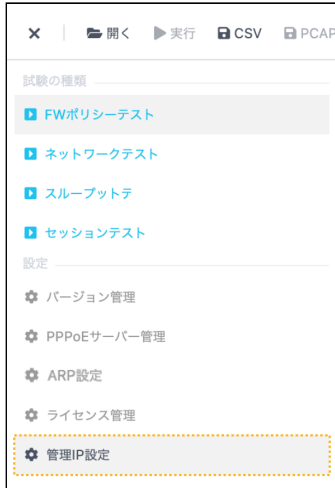 × 開く 実行 CSV PCAP
試験の種類
FWポリシーテスト
ネットワークテスト
スループットテ
セッションテスト
設定
バージョン管理
PPPoEサーバー管理
ARP設定
ライセンス管理
管理IP設定